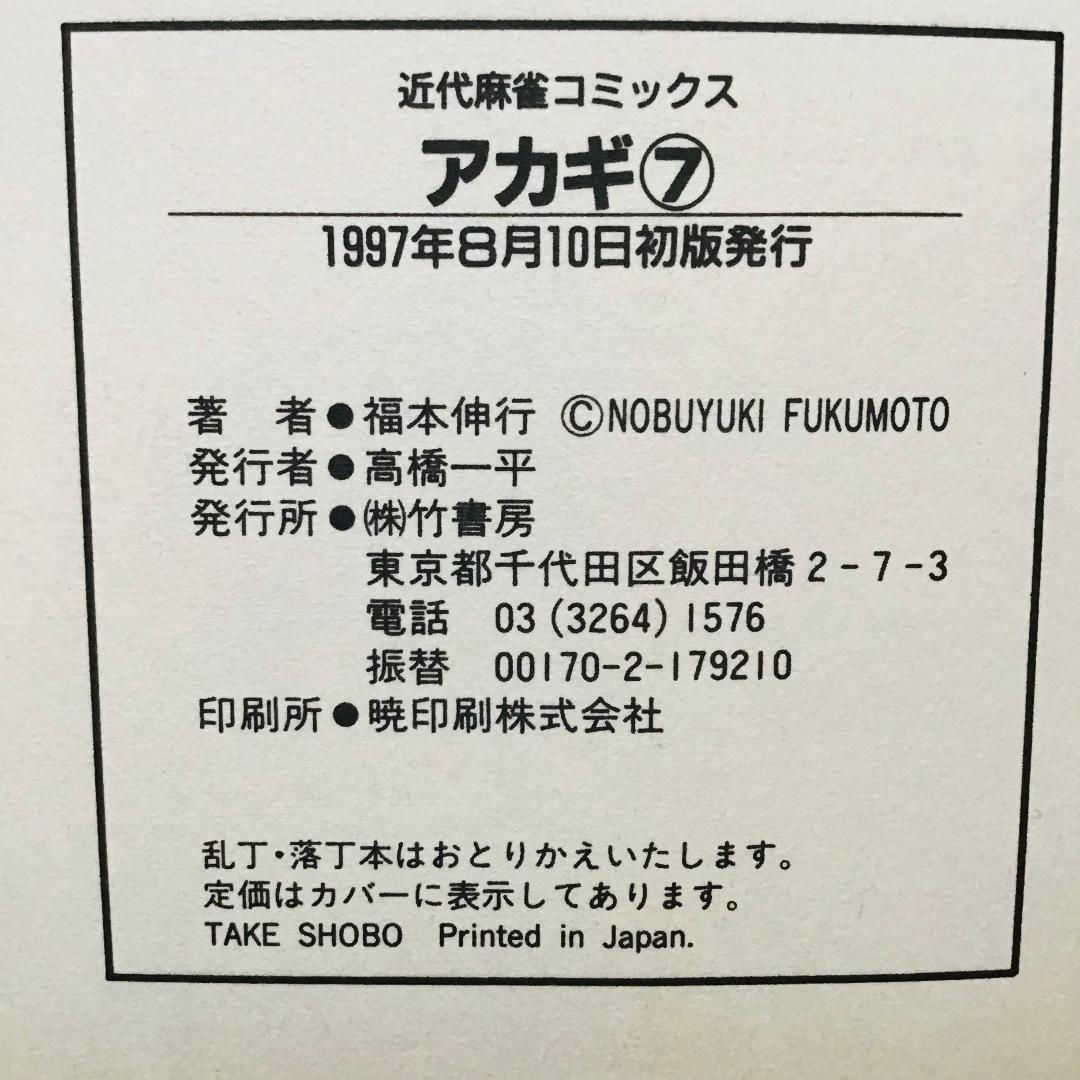 近代麻雀コミックス
アカギ⑦
1997年8月10日初版発行
著　者●福本伸行 ©NOBUYUKI FUKUMOTO
発行者●高橋一平
発行所●㈱竹書房
東京都千代田区飯田橋2-7-3
電話　03(3264)1576
振替　00170-2-179210
印刷所●暁印刷株式会社
乱丁・落丁本はおとりかえいたします。
定価はカバーに表示してあります。
TAKE SHOBO　Printed in Japan.